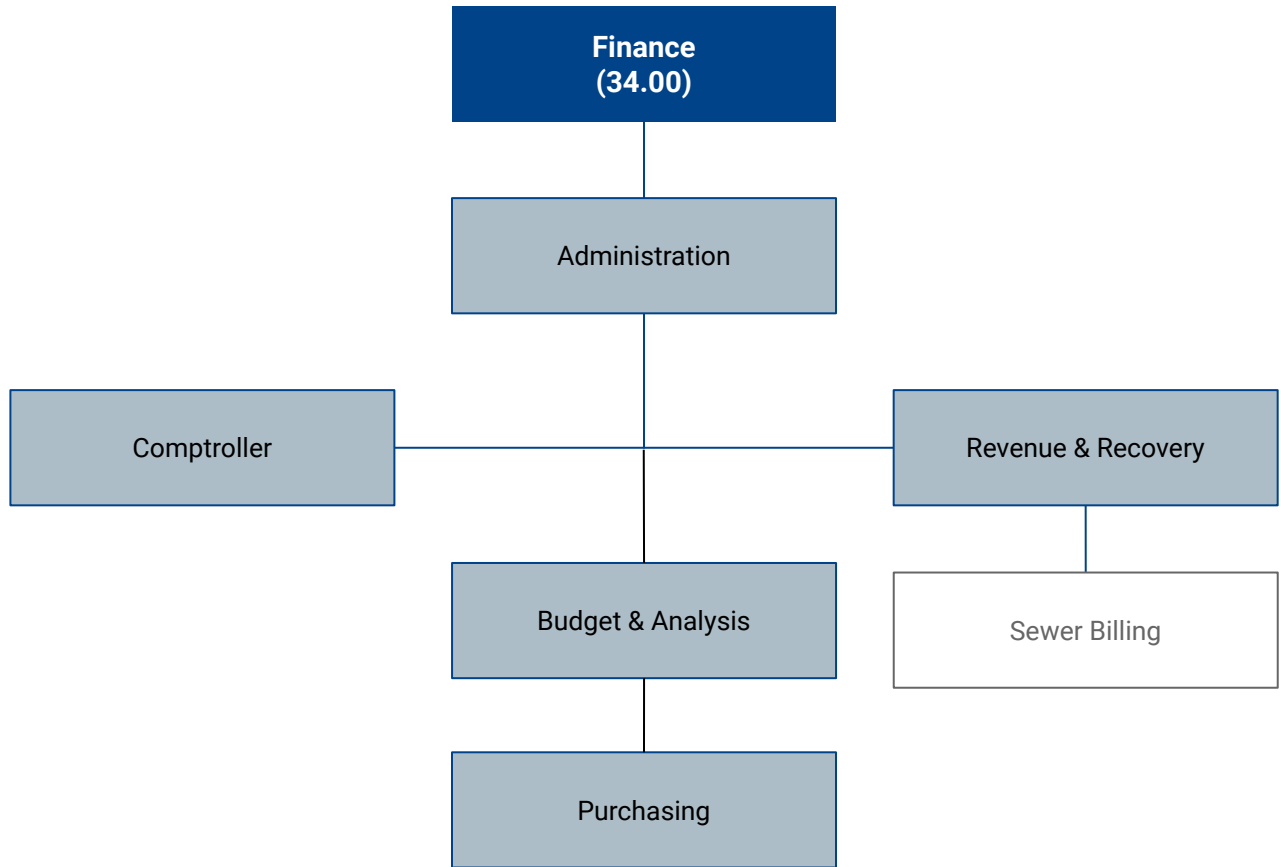 Finance
(34.00)
Administration
Comptroller
Revenue & Recovery
Budget & Analysis
Sewer Billing
Purchasing